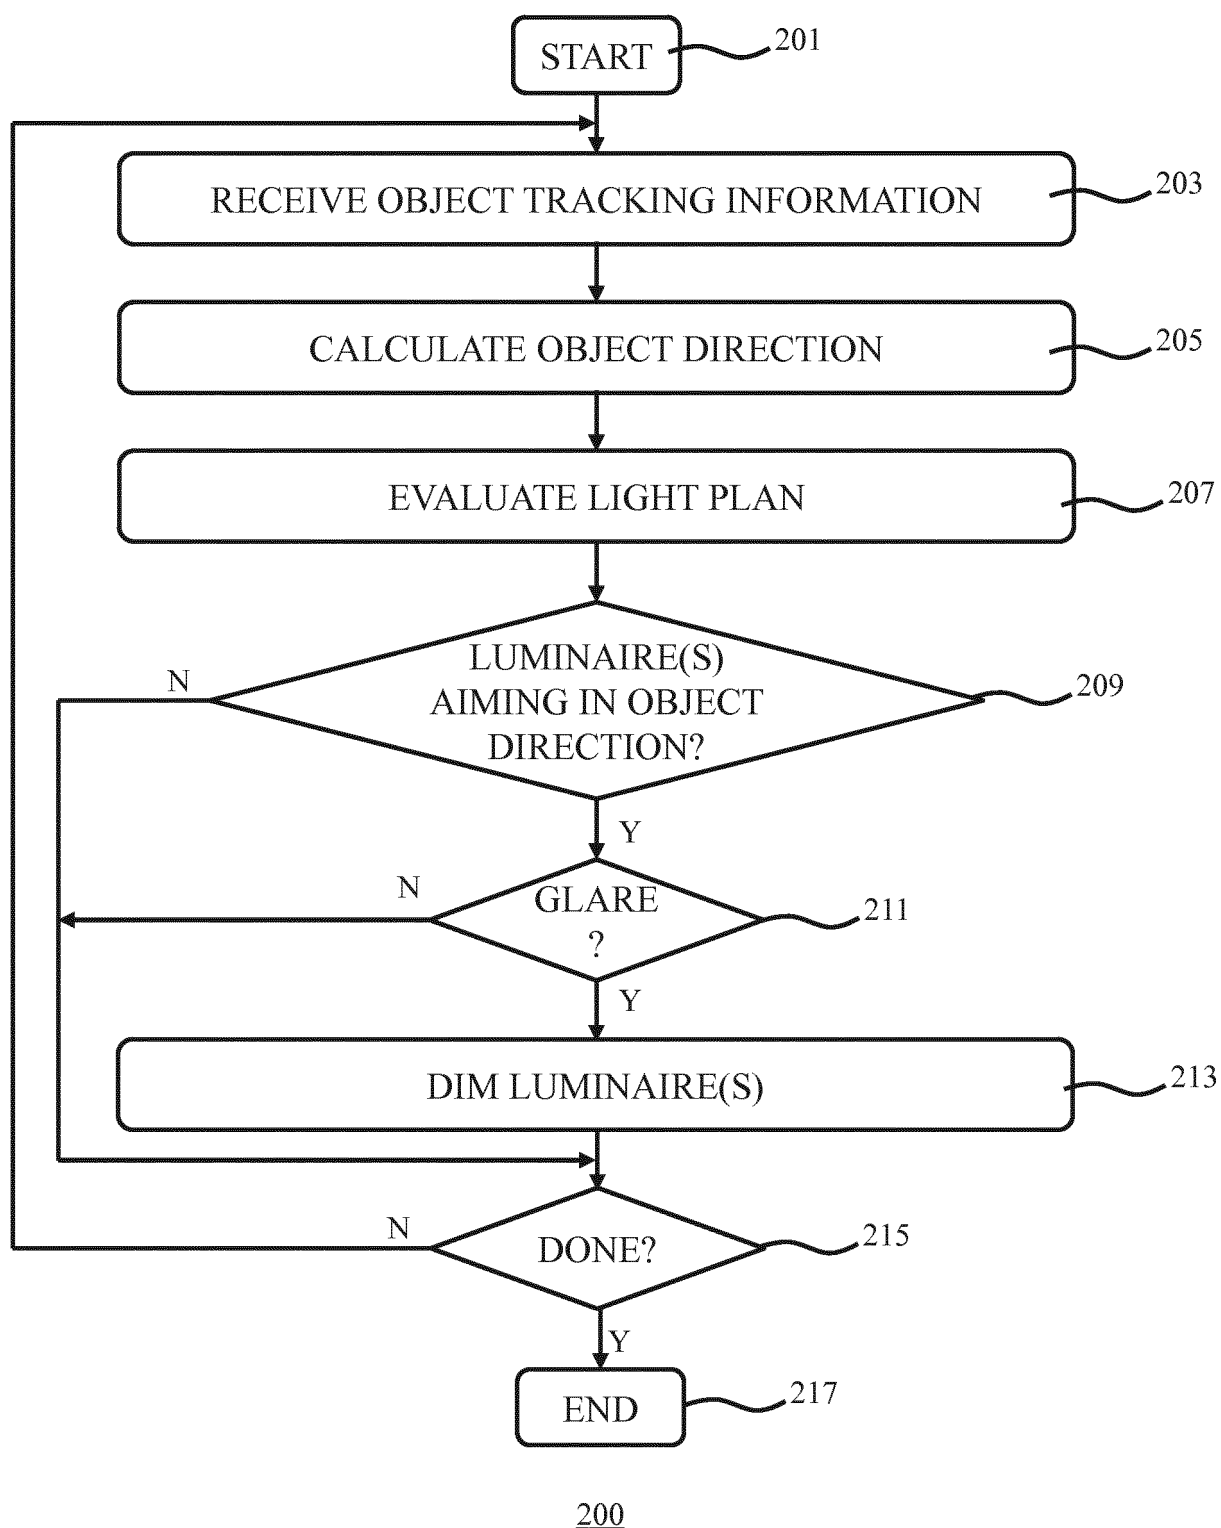 START
201
RECEIVE OBJECT TRACKING INFORMATION
203
CALCULATE OBJECT DIRECTION
205
EVALUATE LIGHT PLAN
207
LUMINAIRE(S)
AIMING IN OBJECT
DIRECTION?
209
N
Y
GLARE
?
211
N
Y
DIM LUMINAIRE(S)
213
DONE?
215
N
Y
END
217
200